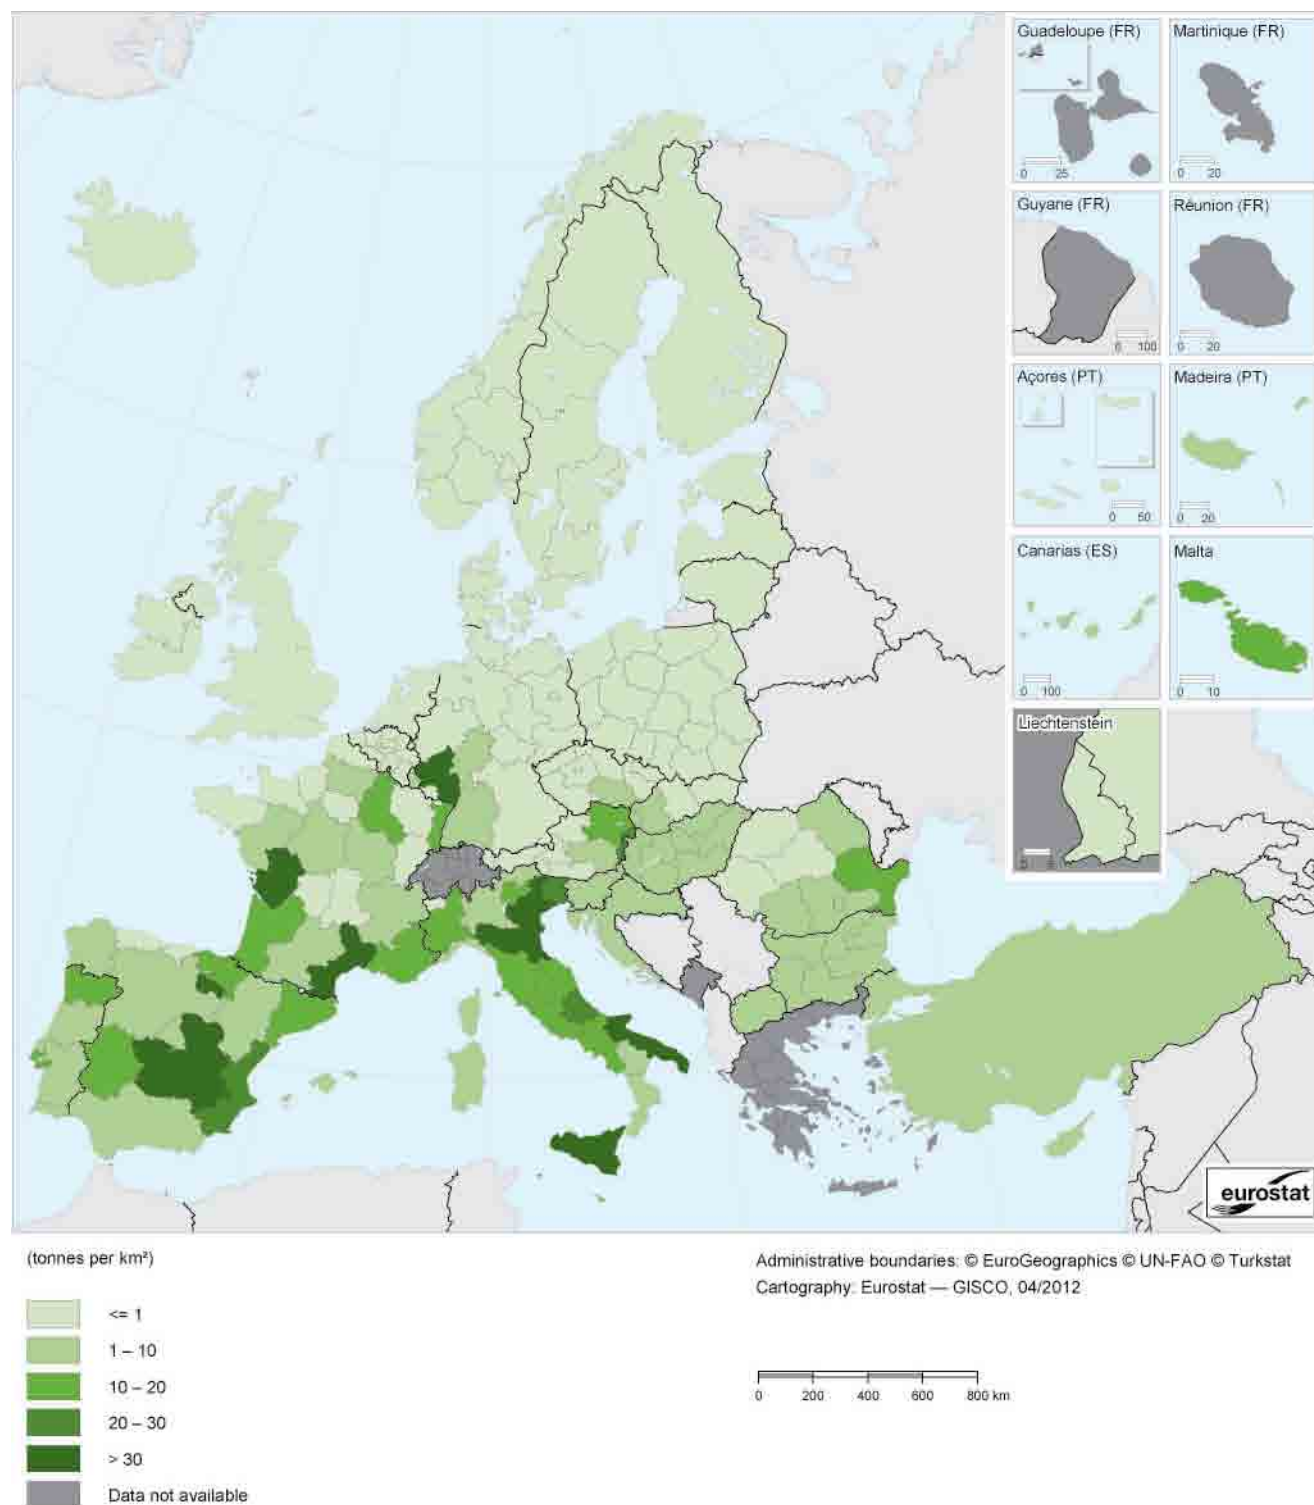 Guadeloupe (FR)
0 25
Martinique (FR)
0 20
Guyane (FR)
0 100
Réunion (FR)
0 20
Açores (PT)
0 50
Madeira (PT)
0 20
Canarias (ES)
0 100
Malta
0 10
Liechtenstein
eurostat
(tonnes per km²)
<= 1
1 – 10
10 – 20
20 – 30
> 30
Data not available
Administrative boundaries: © EuroGeographics © UN-FAO © Turkstat
Cartography: Eurostat — GISCO, 04/2012
0 200 400 600 800 km